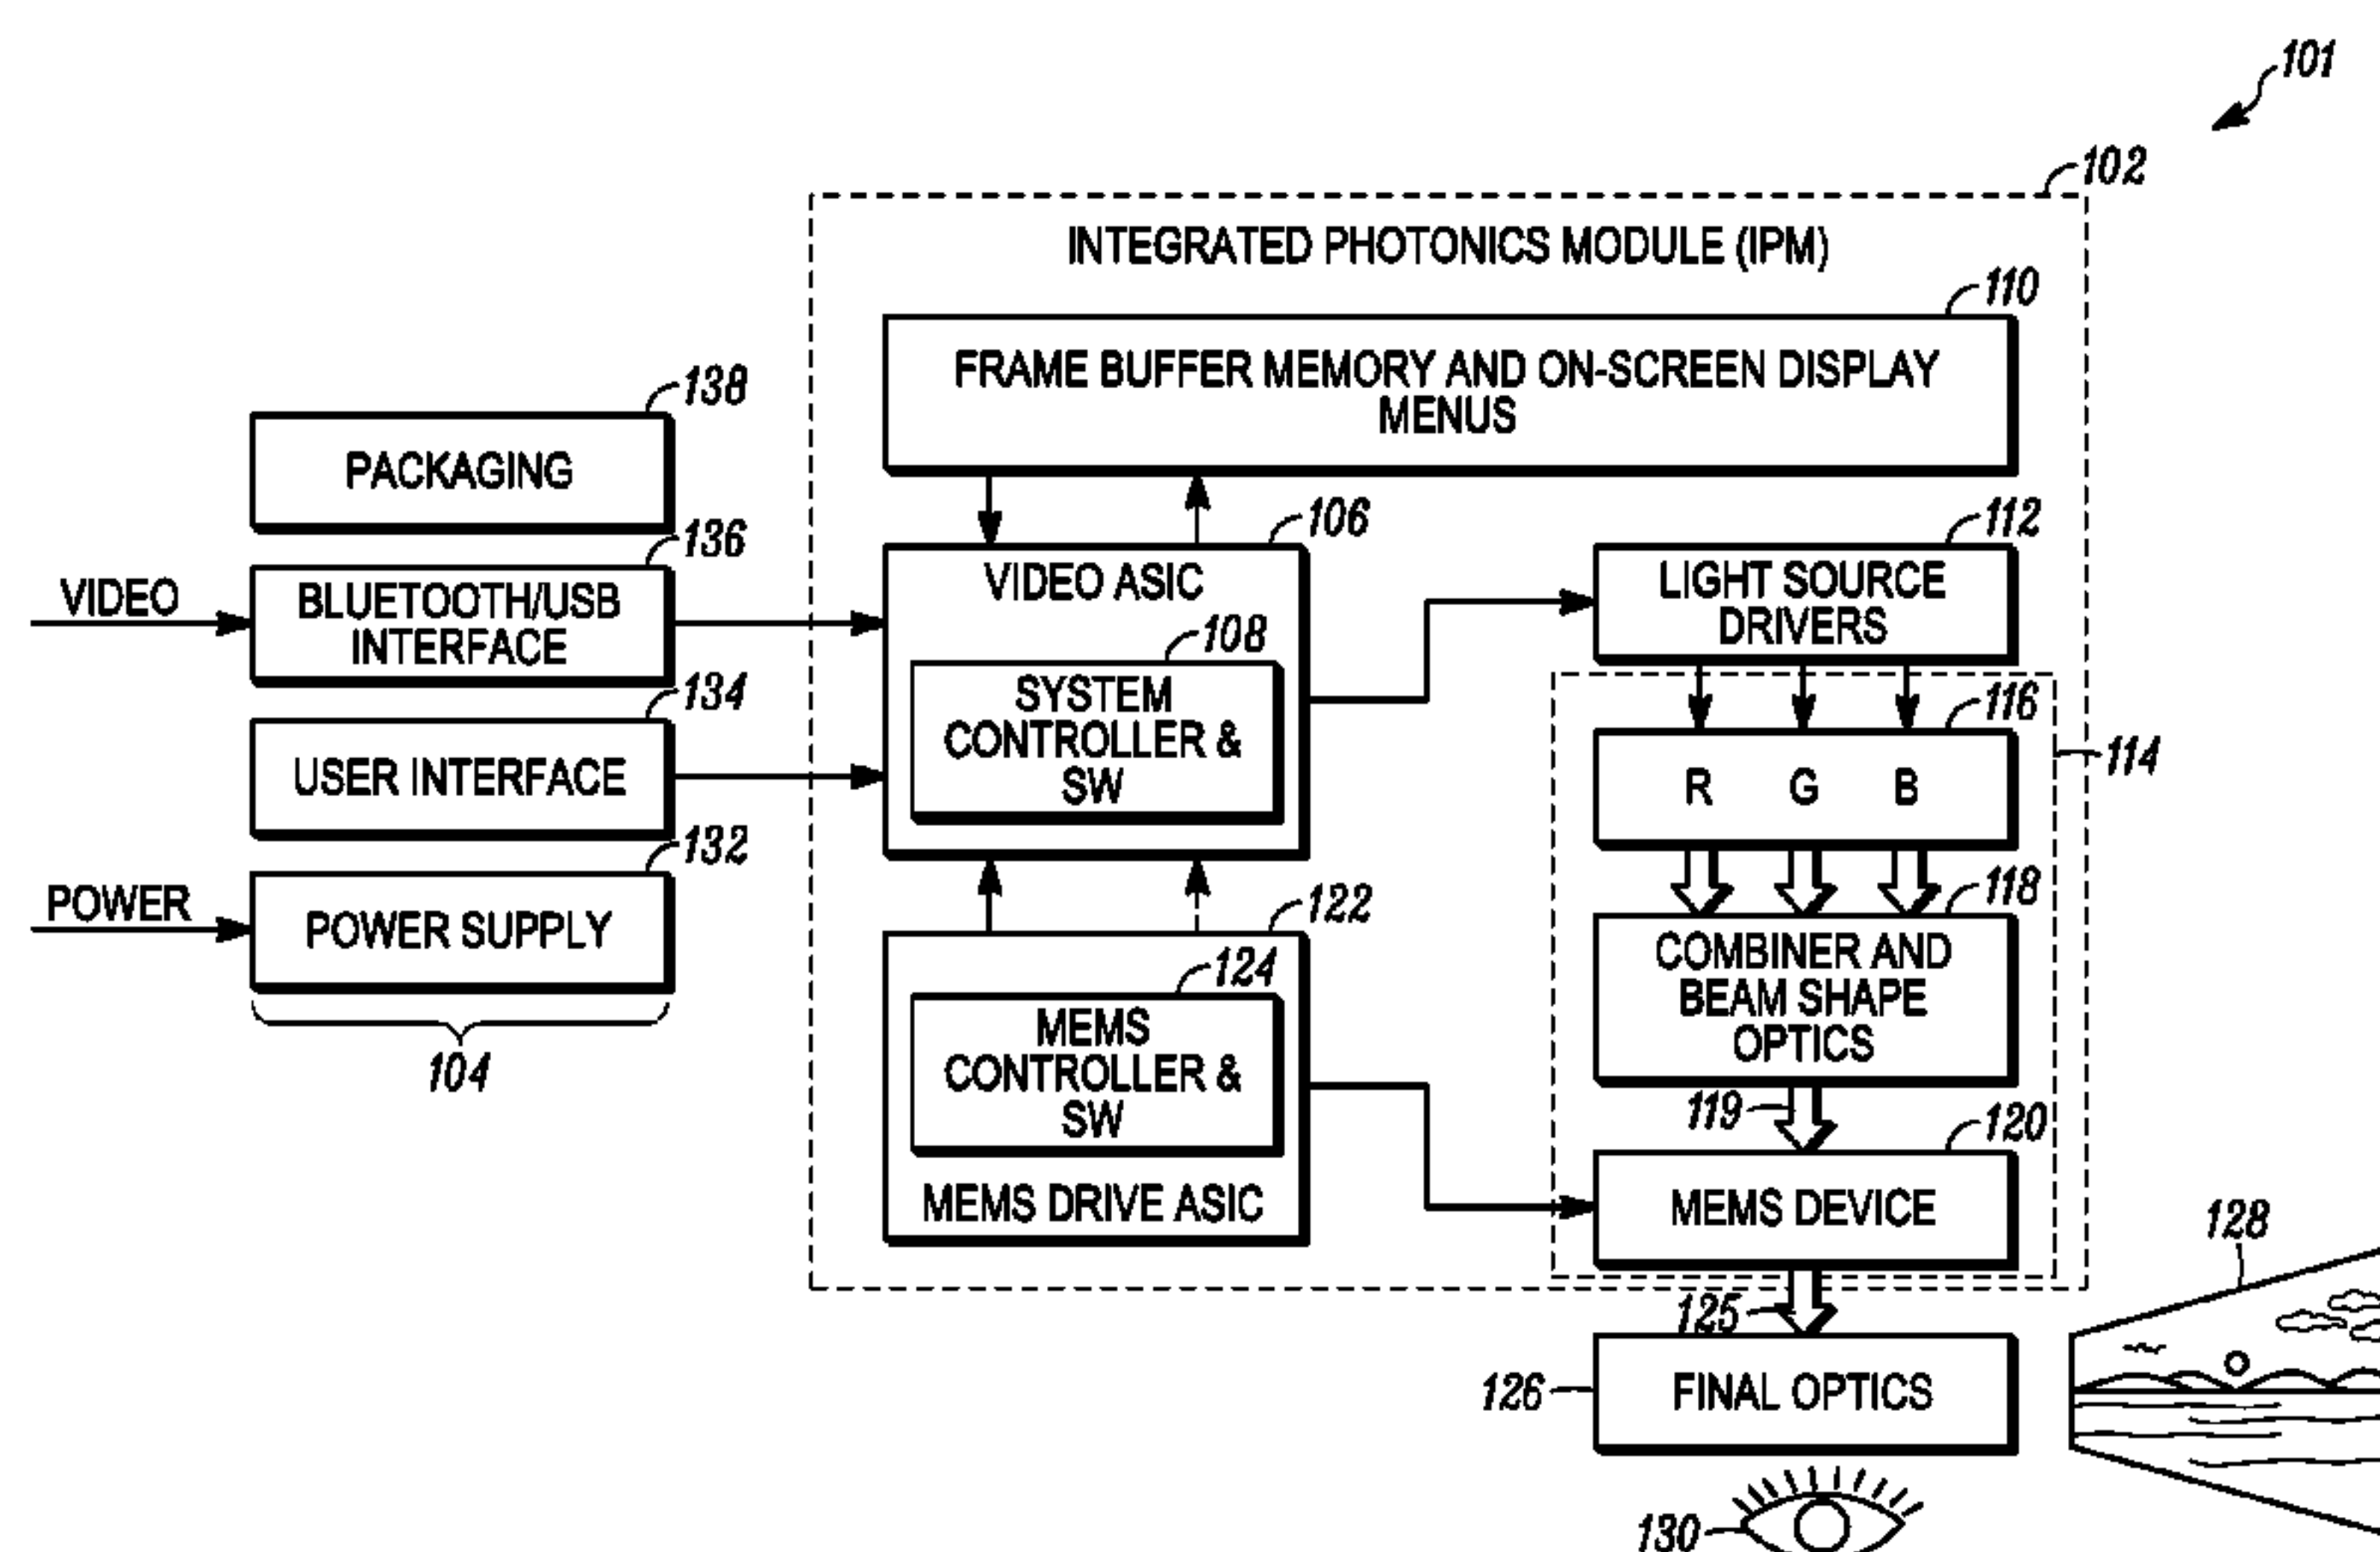 101
102
INTEGRATED PHOTONICS MODULE (IPM)
110
FRAME BUFFER MEMORY AND ON-SCREEN DISPLAY
MENUS
138
PACKAGING
136
VIDEO
BLUETOOTH/USB
INTERFACE
134
USER INTERFACE
132
POWER
POWER SUPPLY
104
106
VIDEO ASIC
108
SYSTEM
CONTROLLER &
SW
122
124
MEMS
CONTROLLER &
SW
MEMS DRIVE ASIC
112
LIGHT SOURCE
DRIVERS
114
116
R G B
118
COMBINER AND
BEAM SHAPE
OPTICS
119
120
MEMS DEVICE
125
126
FINAL OPTICS
128
130